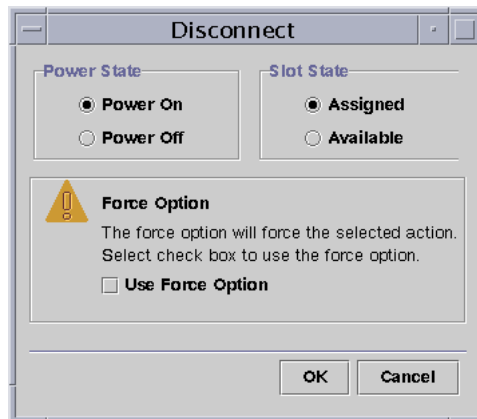 Disconnect
Power State
Power On
Power Off
Slot State
Assigned
Available
Force Option
The force option will force the selected action.
Select check box to use the force option.
Use Force Option
OK
Cancel